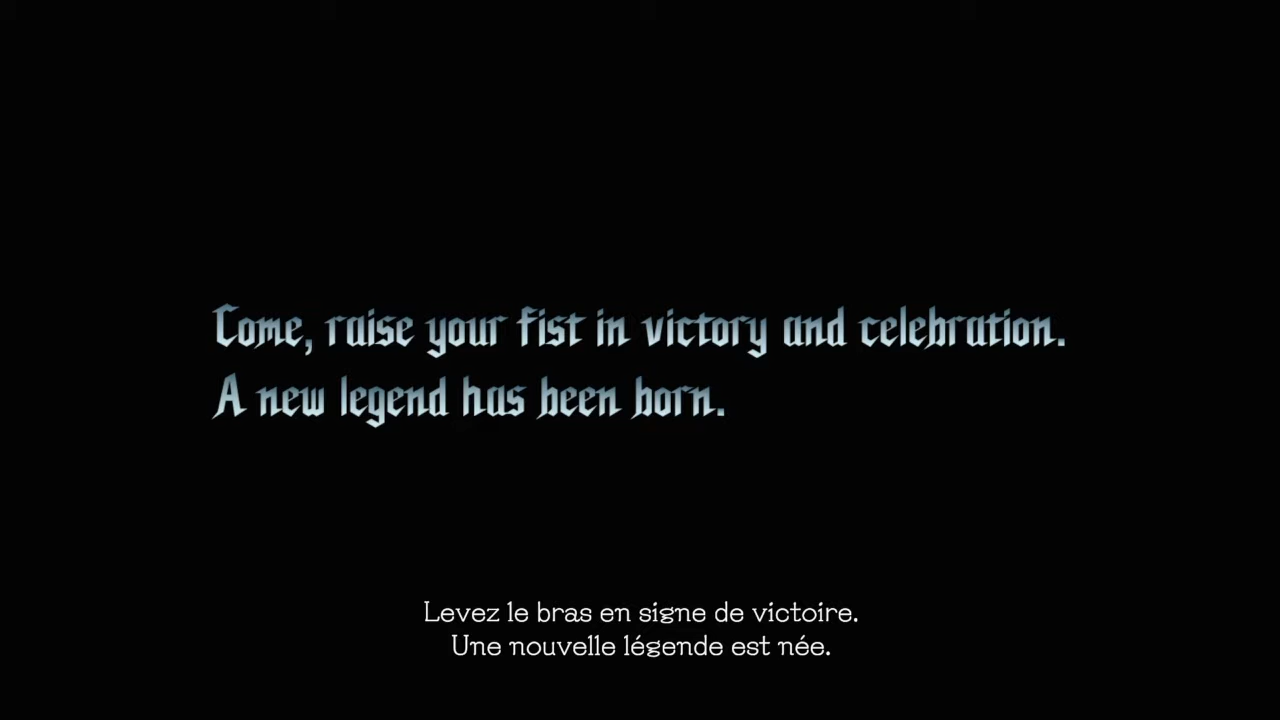 Come, raise your fist in victory and celebration.
A new legend has been born.
Levez le bras en signe de victoire.
Une nouvelle légende est née.